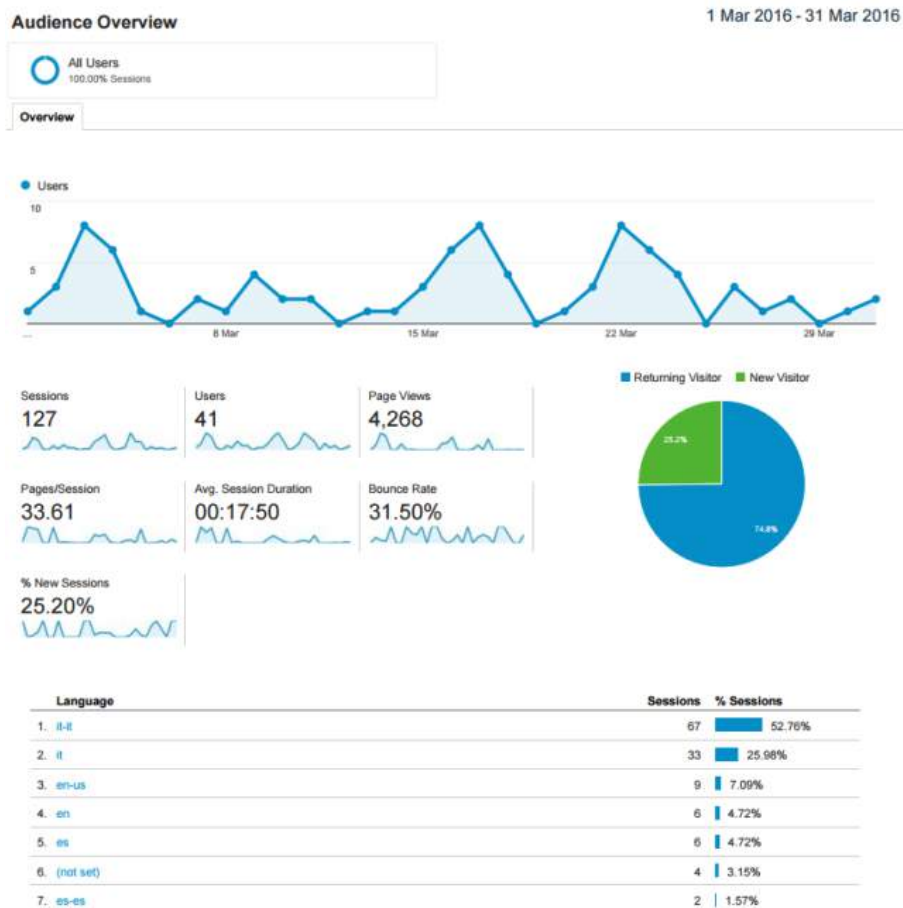 Audience Overview
1 Mar 2016 - 31 Mar 2016
All Users
100.00% Sessions
Overview
Users
10
5
...
8 Mar
15 Mar
22 Mar
29 Mar
Returning Visitor New Visitor
25.2%
74.8%
Sessions
127
Users
41
Page Views
4,268
Pages/Session
33.61
Avg. Session Duration
00:17:50
Bounce Rate
31.50%
% New Sessions
25.20%
Language Sessions % Sessions
1. it-it 67 52.76%
2. it 33 25.98%
3. en-us 9 7.09%
4. en 6 4.72%
5. es 6 4.72%
6. (not set) 4 3.15%
7. es-es 2 1.57%